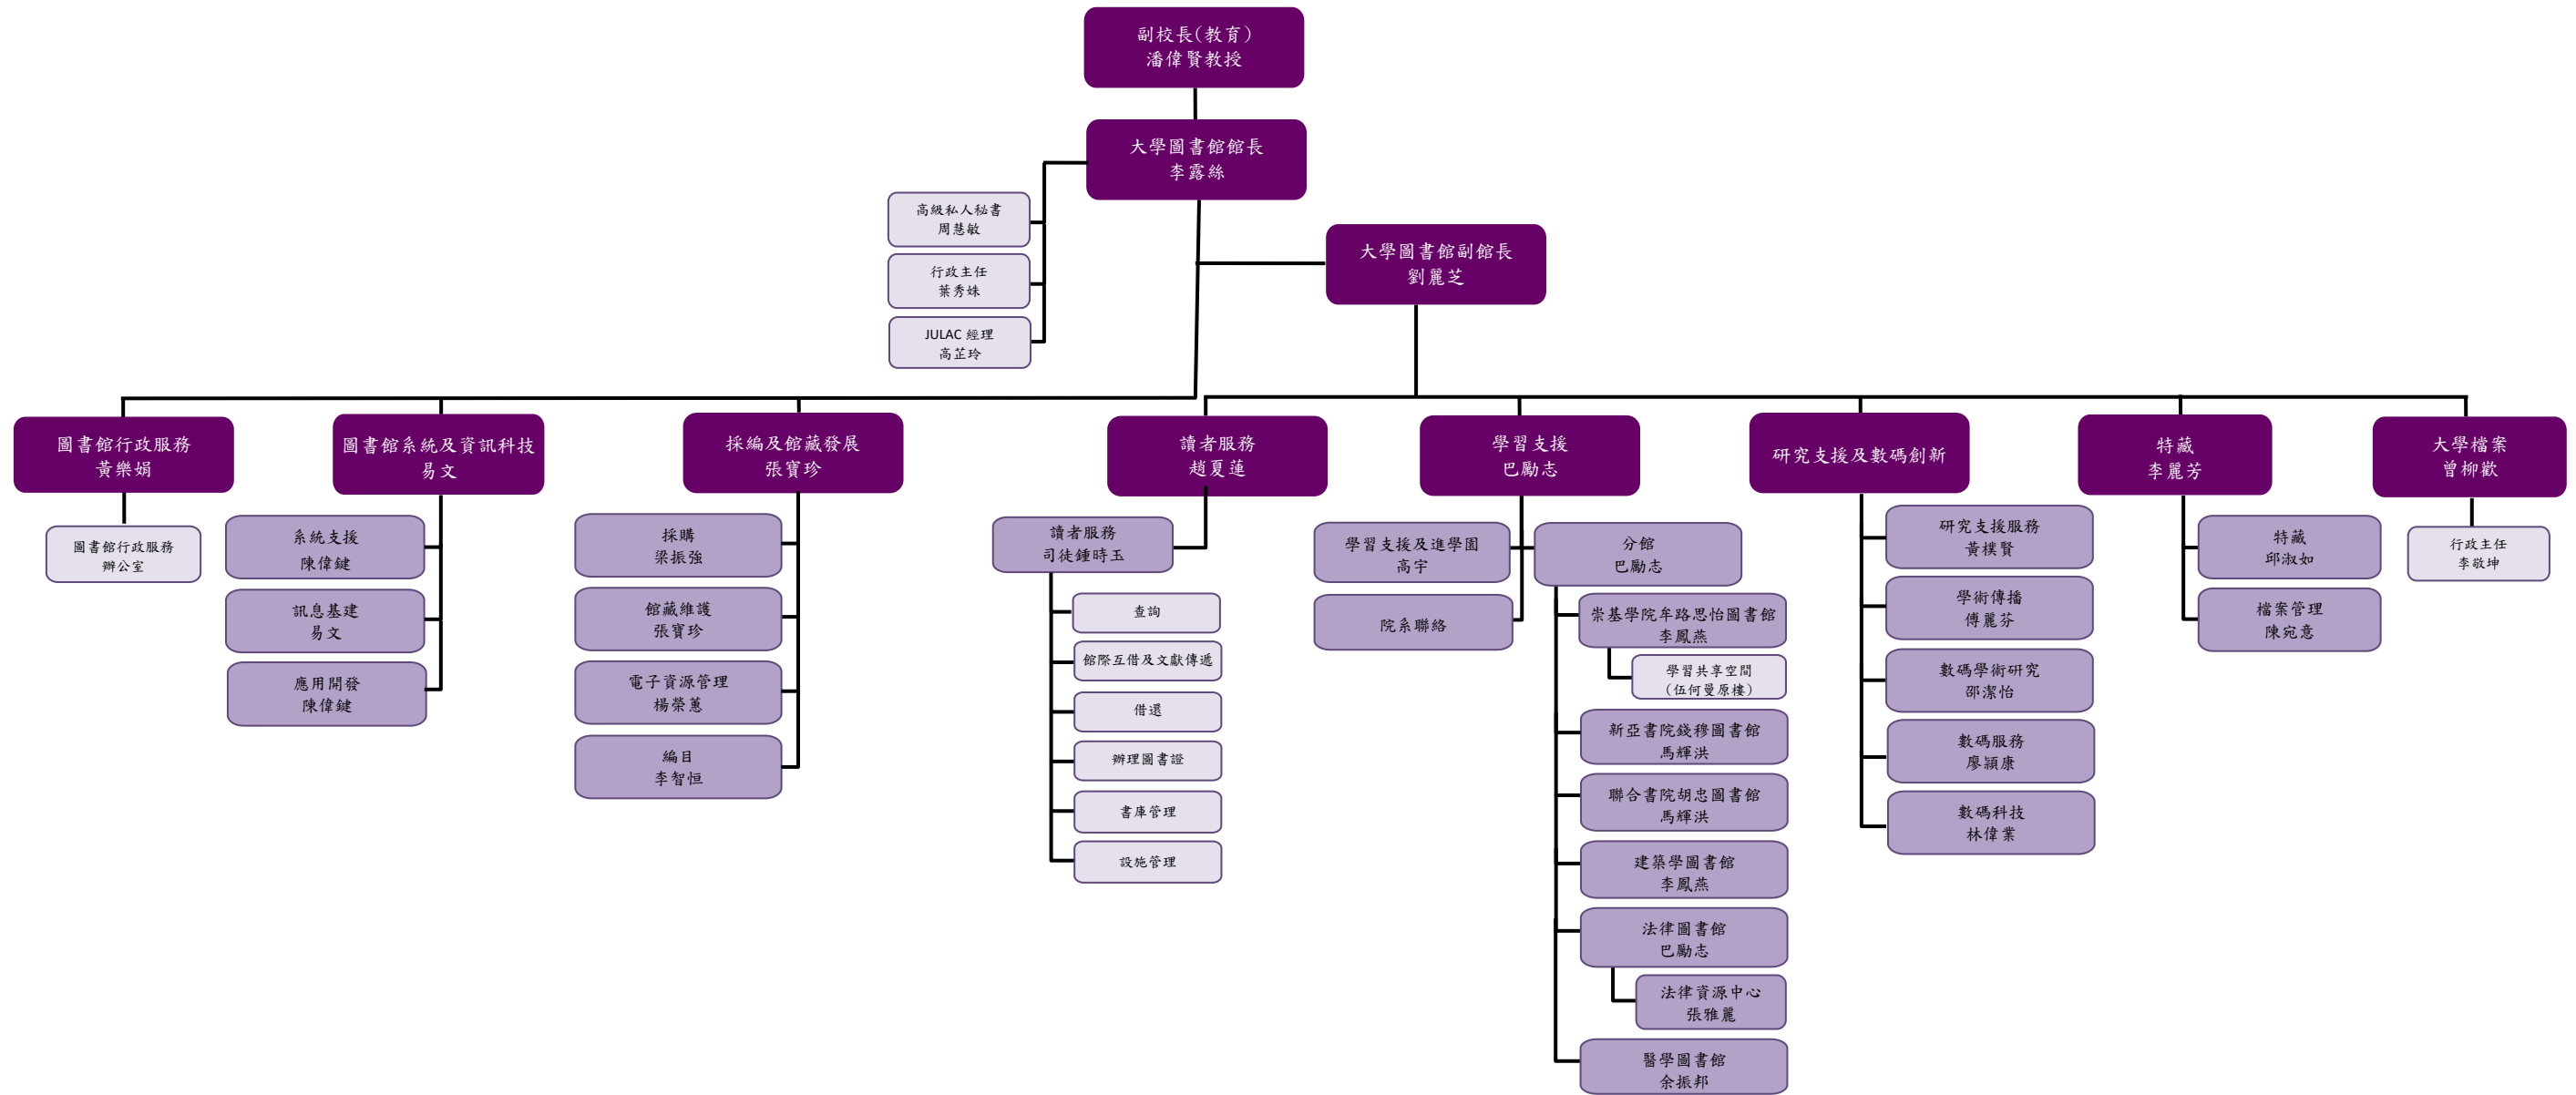 副校長(教育)
潘偉賢教授
大學圖書館館長
李露絲
高級私人秘書
周慧敏
行政主任
葉秀姝
JULAC 經理
高芷玲
大學圖書館副館長
劉麗芝
圖書館行政服務
黃樂娟
圖書館行政服務
辦公室
圖書館系統及資訊科技
易文
系統支援
陳偉鍵
訊息基建
易文
應用開發
陳偉鍵
採編及館藏發展
張寶珍
採購
梁振強
館藏維護
張寶珍
電子資源管理
楊榮蕙
編目
李智恒
讀者服務
趙夏蓮
讀者服務
司徒鍾時玉
查詢
館際互借及文獻傳遞
借還
辦理圖書證
書庫管理
設施管理
學習支援
巴勵志
學習支援及進學園
高宇
院系聯絡
分館
巴勵志
崇基學院牟路思怡圖書館
李鳳燕
學習共享空間
(伍何曼原樓)
新亞書院錢穆圖書館
馬輝洪
聯合書院胡忠圖書館
馬輝洪
建築學圖書館
李鳳燕
法律圖書館
巴勵志
法律資源中心
張雅麗
醫學圖書館
余振邦
研究支援及數碼創新
研究支援服務
黃樸賢
學術傳播
傅麗芬
數碼學術研究
邵潔怡
數碼服務
廖頴康
數碼科技
林偉業
特藏
李麗芳
特藏
邱淑如
檔案管理
陳宛意
大學檔案
曾柳歡
行政主任
李敬坤